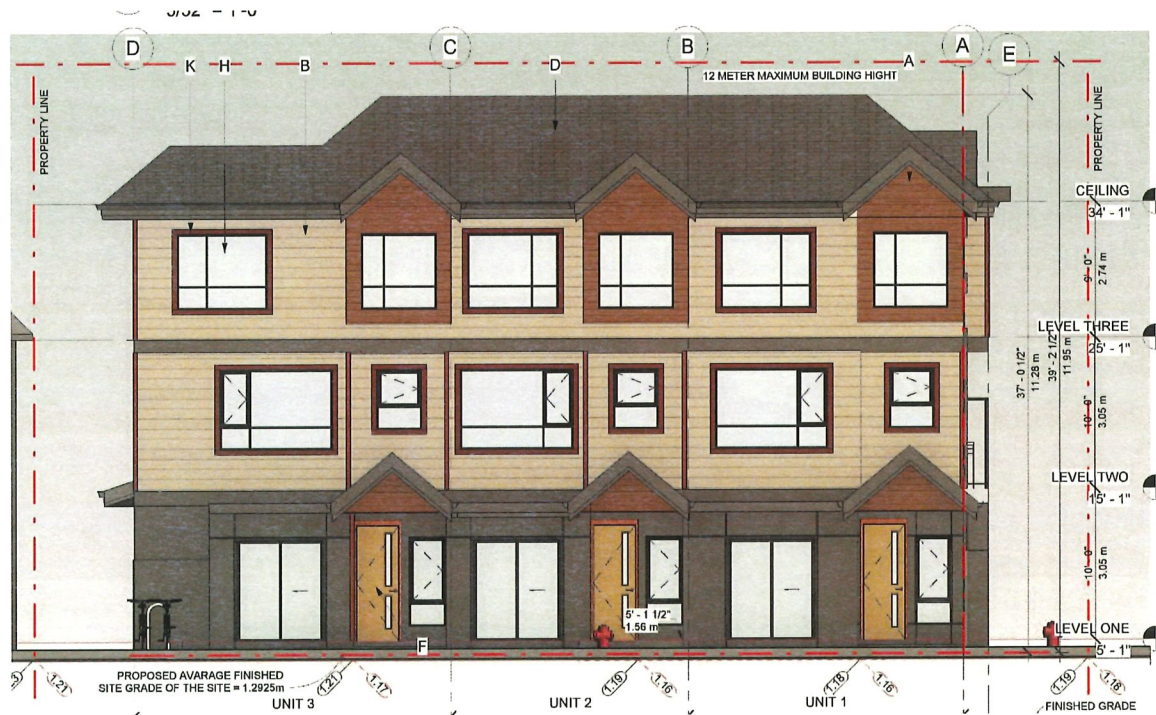 3/32" = 1'-0"
D
C
B
A
E
K
H
B
D
A
12 METER MAXIMUM BUILDING HIGHT
PROPERTY LINE
PROPERTY LINE
CEILING
34' - 1"
9' - 0"
2.74 m
LEVEL THREE
25' - 1"
37' - 0 1/2"
11.28 m
39' - 2 1/2"
11.95 m
10' - 0"
3.05 m
LEVEL TWO
15' - 1"
10' - 0"
3.05 m
5' - 1 1/2"
1.56 m
LEVEL ONE
5' - 1"
F
PROPOSED AVARAGE FINISHED
SITE GRADE OF THE SITE = 1.2925m
1.21
1.21
1.17
1.19
1.16
1.18
1.16
1.19
1.18
UNIT 3
UNIT 2
UNIT 1
FINISHED GRADE